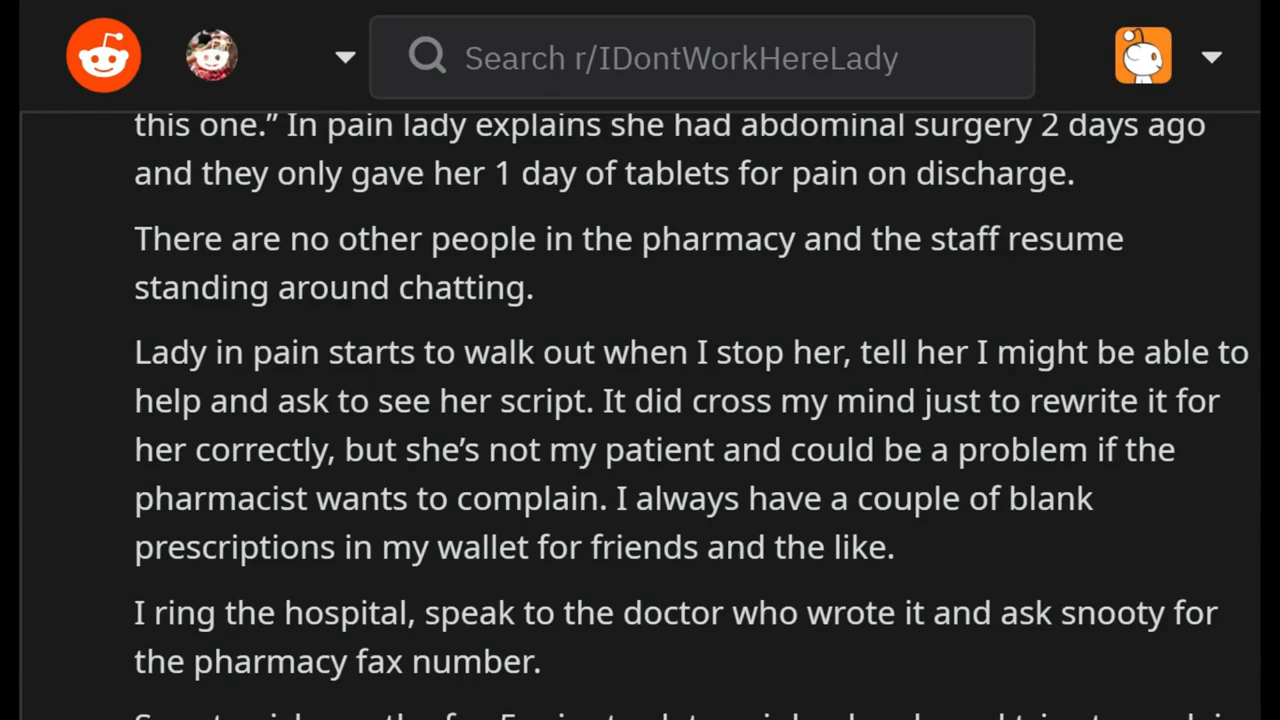 Search r/IDontWorkHereLady
this one.” In pain lady explains she had abdominal surgery 2 days ago
and they only gave her 1 day of tablets for pain on discharge.
There are no other people in the pharmacy and the staff resume
standing around chatting.
Lady in pain starts to walk out when I stop her, tell her I might be able to
help and ask to see her script. It did cross my mind just to rewrite it for
her correctly, but she’s not my patient and could be a problem if the
pharmacist wants to complain. I always have a couple of blank
prescriptions in my wallet for friends and the like.
I ring the hospital, speak to the doctor who wrote it and ask snooty for
the pharmacy fax number.